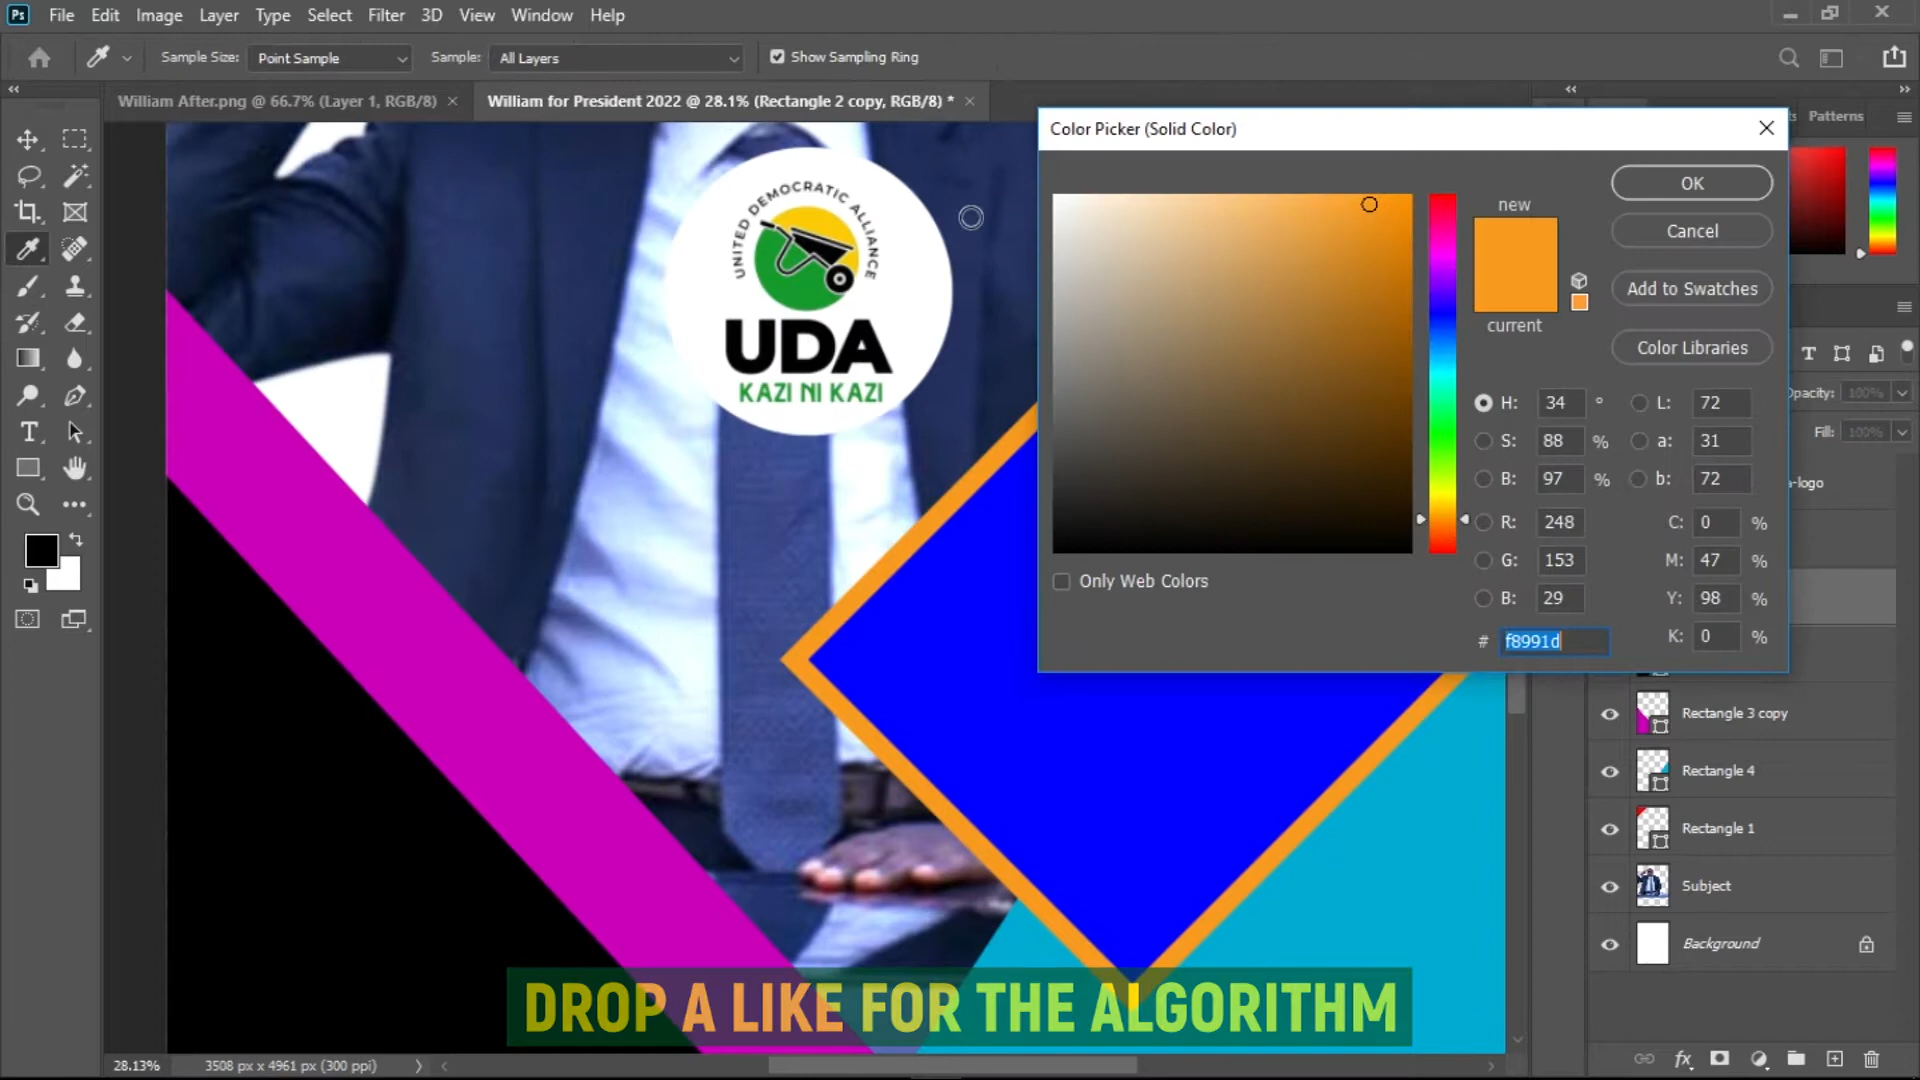 Ps File Edit Image Layer Type Select Filter 3D View Window Help
Sample Size: Point Sample Sample: All Layers Show Sampling Ring
William After.png @ 66.7% (Layer 1, RGB/8) William for President 2022 @ 28.1% (Rectangle 2 copy, RGB/8) *
Patterns
Color Picker (Solid Color)
OK
new
Cancel
Add to Swatches
current
Color Libraries
H: 34 ° L: 72
S: 88 % a: 31
B: 97 % b: 72
R: 248 C: 0 %
G: 153 M: 47 %
B: 29 Y: 98 %
# f8991d K: 0 %
Only Web Colors
Opacity: 100%
Fill: 100%
a-logo
UNITED DEMOCRATIC ALLIANCE
UDA
KAZI NI KAZI
Rectangle 3 copy
Rectangle 4
Rectangle 1
Subject
Background
DROP A LIKE FOR THE ALGORITHM
28.13% 3508 px x 4961 px (300 ppi)
fx